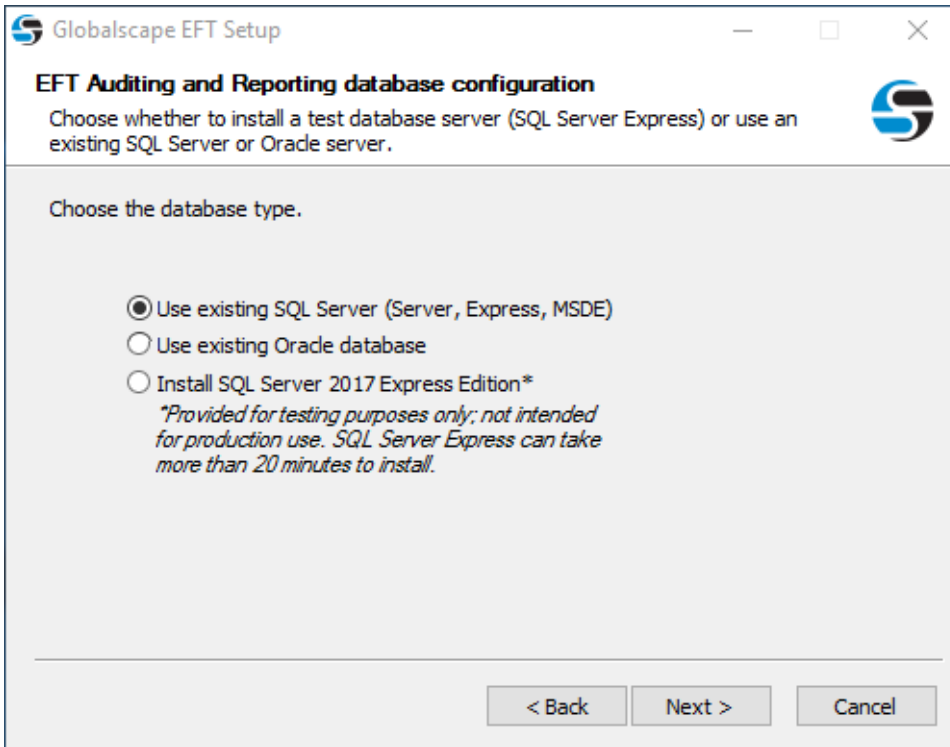 Globalscape EFT Setup
EFT Auditing and Reporting database configuration
Choose whether to install a test database server (SQL Server Express) or use an
existing SQL Server or Oracle server.
Choose the database type.
Use existing SQL Server (Server, Express, MSDE)
Use existing Oracle database
Install SQL Server 2017 Express Edition*
*Provided for testing purposes only; not intended
for production use. SQL Server Express can take
more than 20 minutes to install.
< Back Next > Cancel